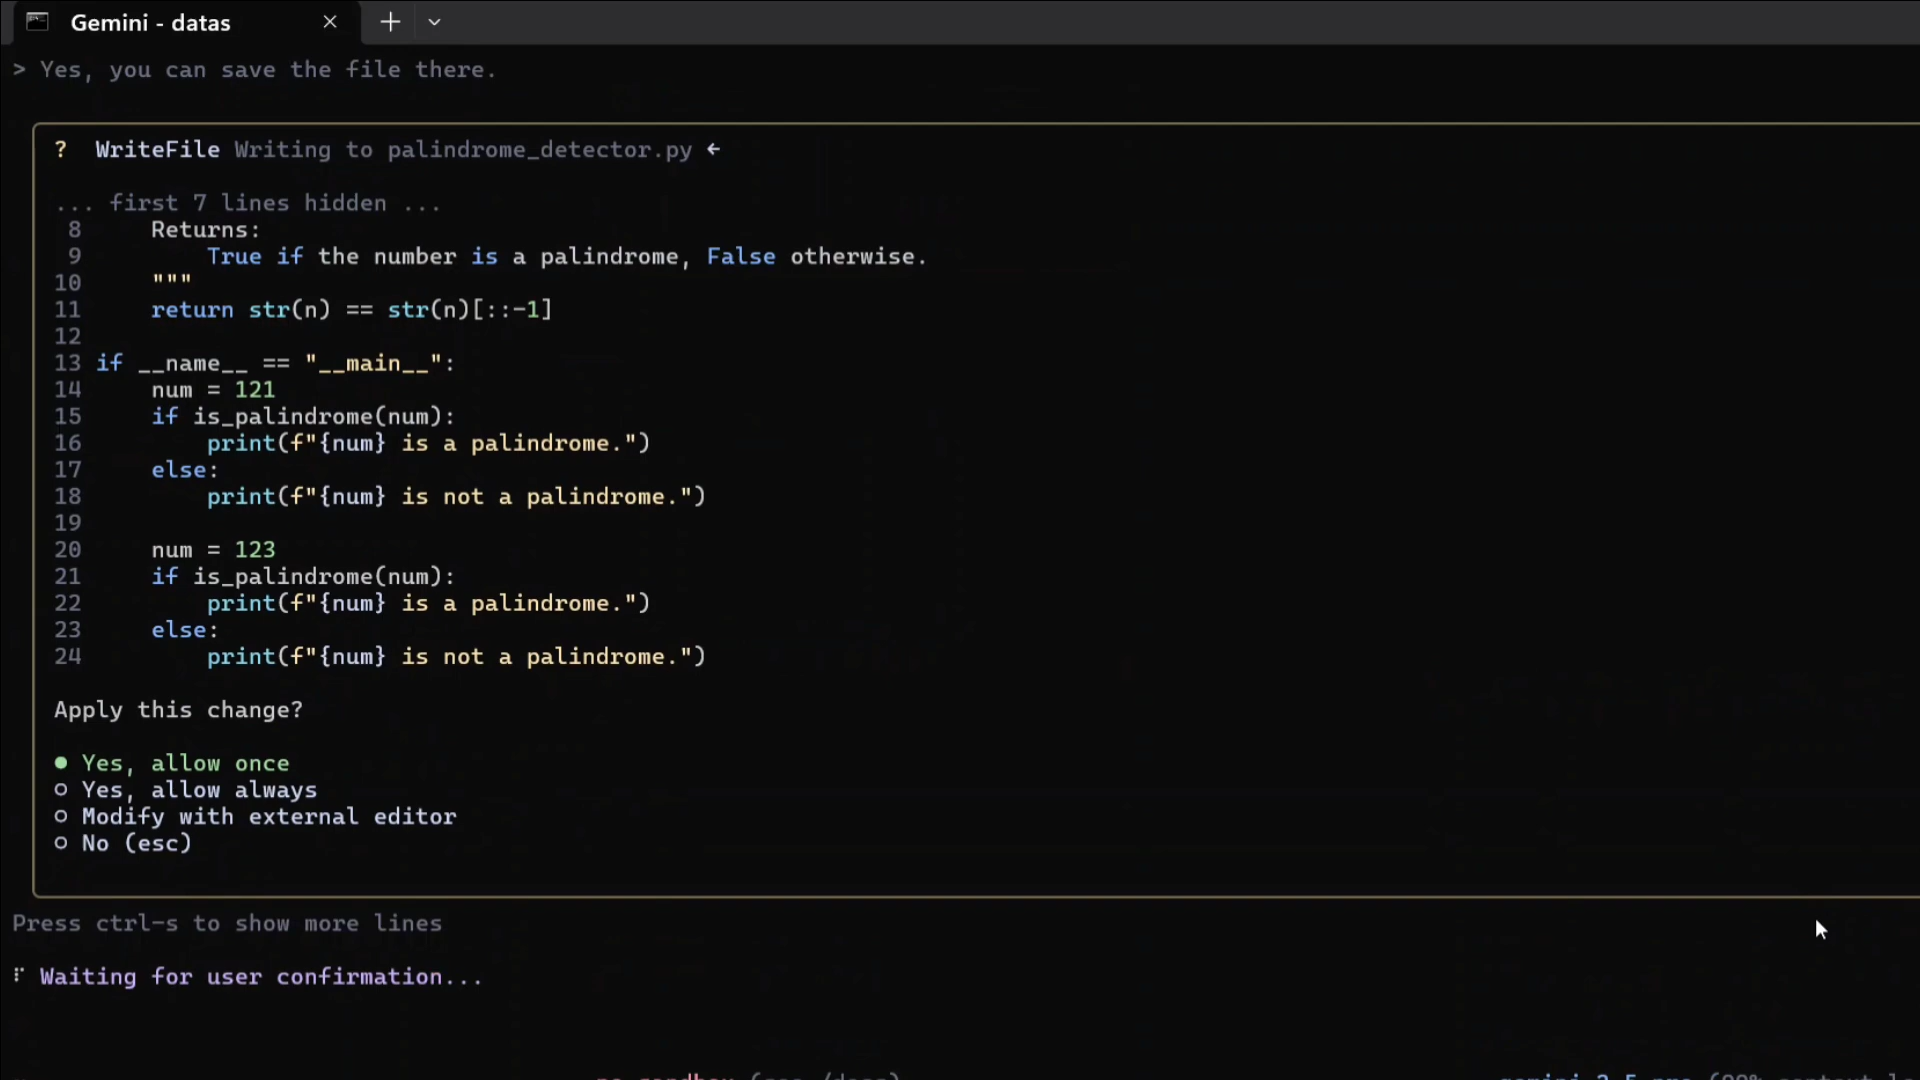 Gemini - datas
> Yes, you can save the file there.
? WriteFile Writing to palindrome_detector.py ←
... first 7 lines hidden ...
8     Returns:
9         True if the number is a palindrome, False otherwise.
10     """
11     return str(n) == str(n)[::-1]
12
13 if __name__ == "__main__":
14     num = 121
15     if is_palindrome(num):
16         print(f"{num} is a palindrome.")
17     else:
18         print(f"{num} is not a palindrome.")
19
20     num = 123
21     if is_palindrome(num):
22         print(f"{num} is a palindrome.")
23     else:
24         print(f"{num} is not a palindrome.")
Apply this change?
● Yes, allow once
○ Yes, allow always
○ Modify with external editor
○ No (esc)
Press ctrl-s to show more lines
⠏ Waiting for user confirmation...